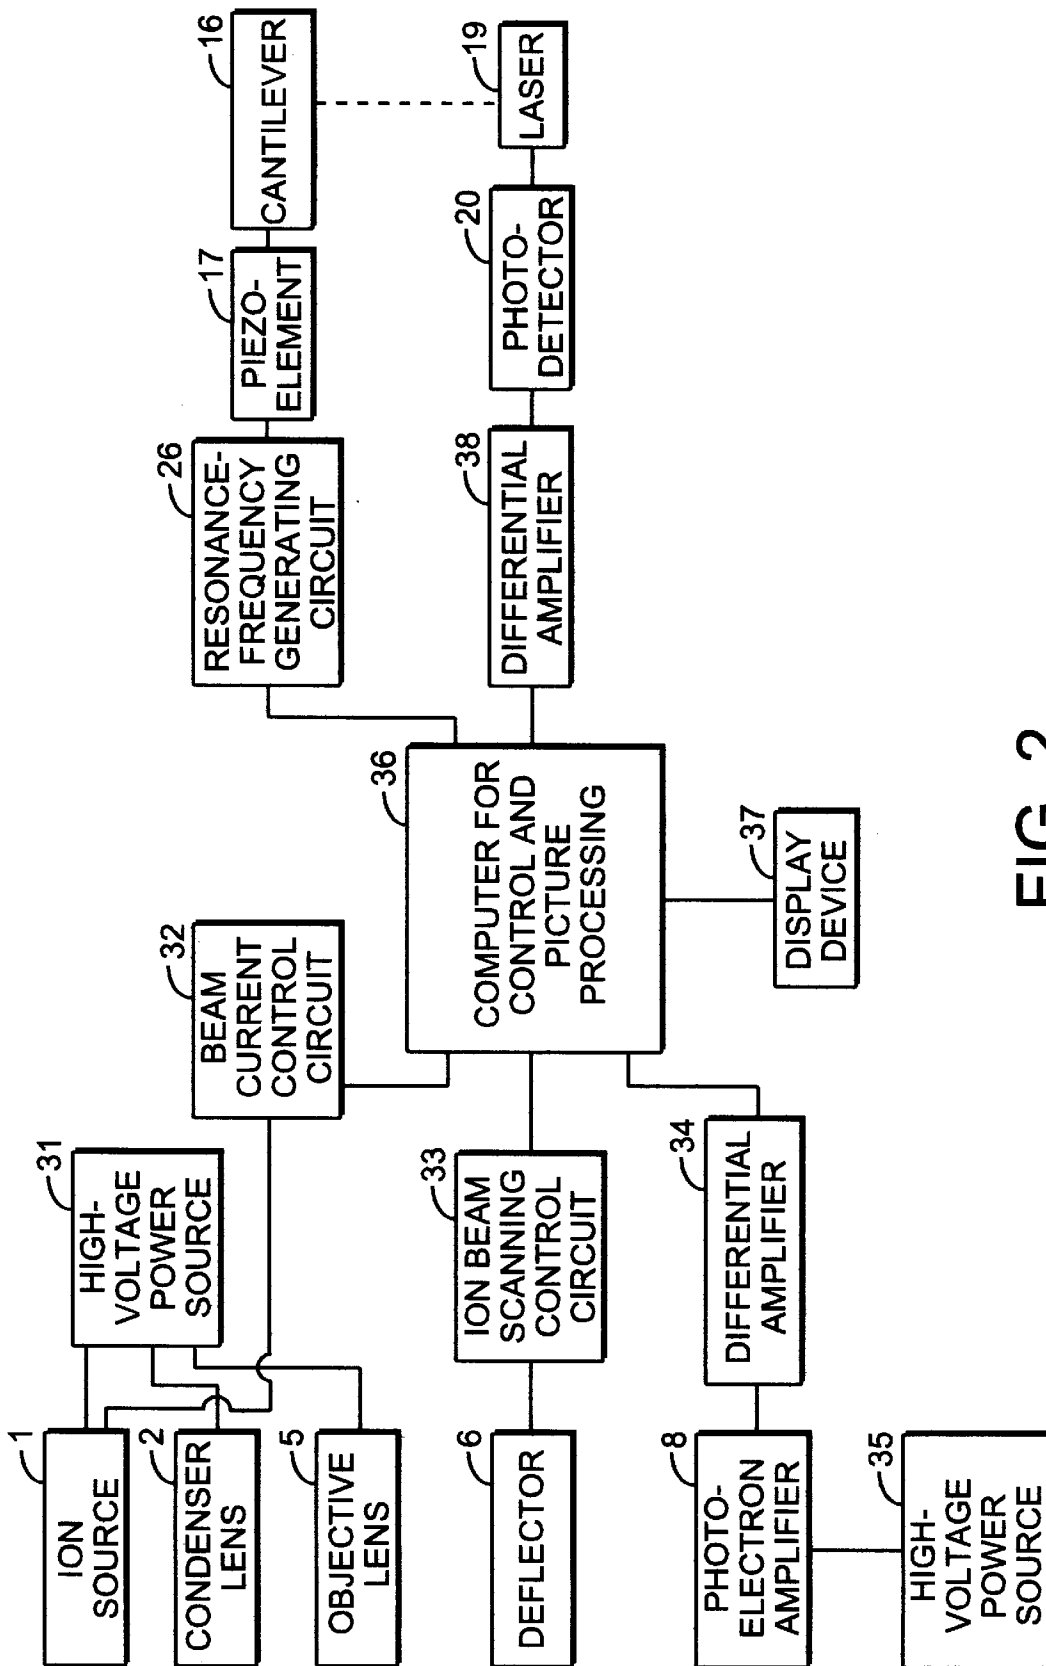 1
ION
SOURCE
2
CONDENSER
LENS
5
OBJECTIVE
LENS
6
DEFLECTOR
8
PHOTO-
ELECTRON
AMPLIFIER
35
HIGH-
VOLTAGE
POWER
SOURCE
31
HIGH-
VOLTAGE
POWER
SOURCE
32
BEAM
CURRENT
CONTROL
CIRCUIT
33
ION BEAM
SCANNING
CONTROL
CIRCUIT
34
DIFFERENTIAL
AMPLIFIER
36
COMPUTER FOR
CONTROL AND
PICTURE
PROCESSING
37
DISPLAY
DEVICE
26
RESONANCE-
FREQUENCY
GENERATING
CIRCUIT
17
PIEZO-
ELEMENT
16
CANTILEVER
38
DIFFERENTIAL
AMPLIFIER
20
PHOTO-
DETECTOR
19
LASER
FIG. 2